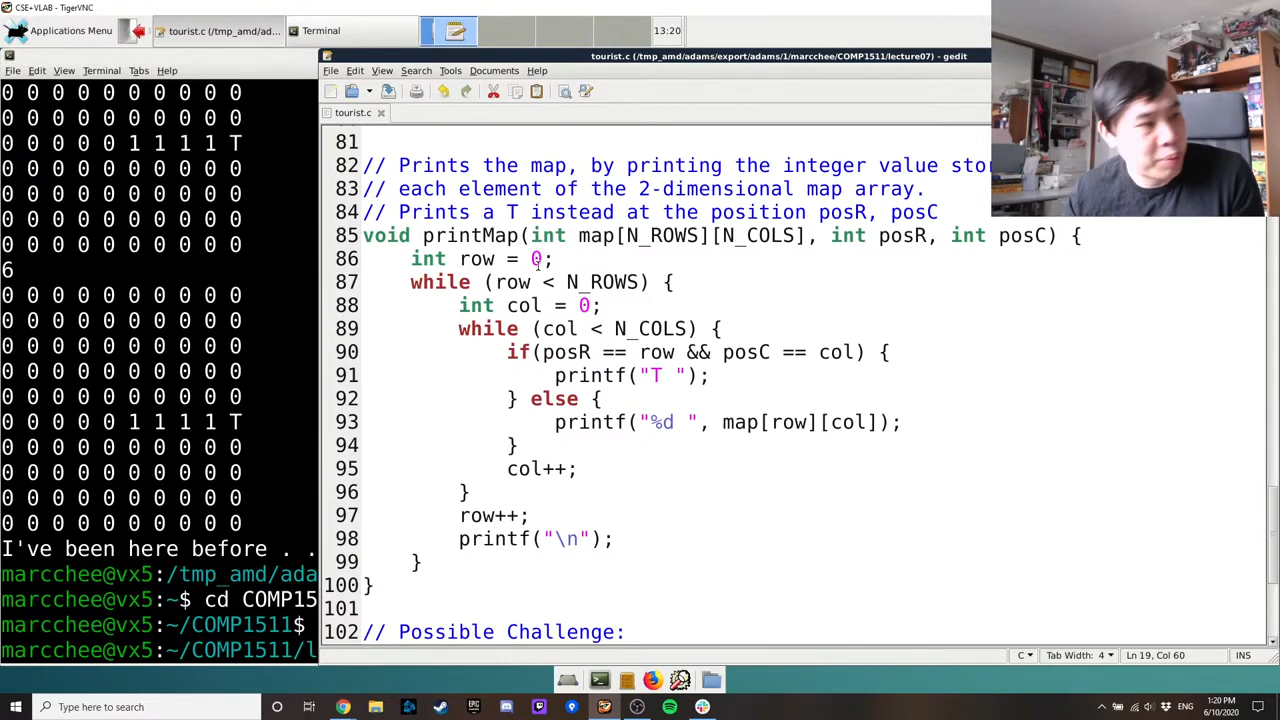 CSE+VLAB - TigerVNC
Applications Menu
tourist.c (/tmp_amd/ad...
Terminal
13:20
File Edit View Terminal Tabs Help
0 0 0 0 0 0 0 0 0 0
0 0 0 0 0 0 0 0 0 0
0 0 0 0 0 1 1 1 1 T
0 0 0 0 0 0 0 0 0 0
0 0 0 0 0 0 0 0 0 0
0 0 0 0 0 0 0 0 0 0
0 0 0 0 0 0 0 0 0 0
6
0 0 0 0 0 0 0 0 0 0
0 0 0 0 0 0 0 0 0 0
0 0 0 0 0 0 0 0 0 0
0 0 0 0 0 0 0 0 0 0
0 0 0 0 0 0 0 0 0 0
0 0 0 0 0 1 1 1 1 T
0 0 0 0 0 0 0 0 0 0
0 0 0 0 0 0 0 0 0 0
0 0 0 0 0 0 0 0 0 0
0 0 0 0 0 0 0 0 0 0
I've been here before . .
marcchee@vx5:/tmp_amd/ada
marcchee@vx5:~$ cd COMP15
marcchee@vx5:~/COMP1511$
marcchee@vx5:~/COMP1511/l
tourist.c (/tmp_amd/adams/export/adams/1/marcchee/COMP1511/lecture07) - gedit
File Edit View Search Tools Documents Help
tourist.c
81
82 // Prints the map, by printing the integer value sto
83 // each element of the 2-dimensional map array.
84 // Prints a T instead at the position posR, posC
85 void printMap(int map[N_ROWS][N_COLS], int posR, int posC) {
86     int row = 0;
87     while (row < N_ROWS) {
88         int col = 0;
89         while (col < N_COLS) {
90             if(posR == row && posC == col) {
91                 printf("T ");
92             } else {
93                 printf("%d ", map[row][col]);
94             }
95             col++;
96         }
97         row++;
98         printf("\n");
99     }
100 }
101
102 // Possible Challenge:
C Tab Width: 4 Ln 19, Col 60 INS
Type here to search
EPIC
ENG
1:20 PM
6/10/2020